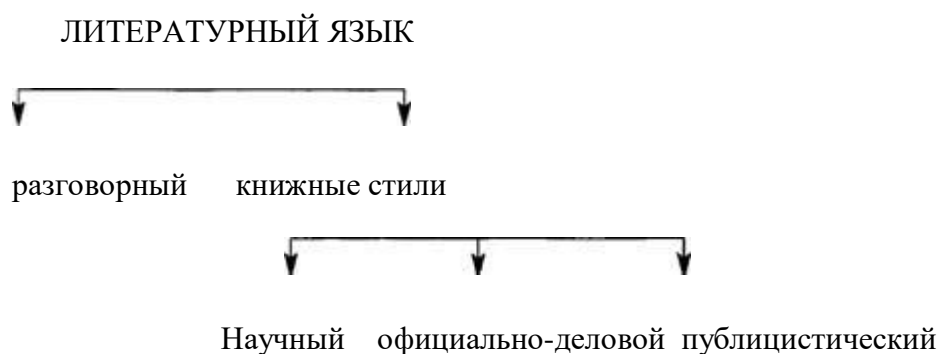 ЛИТЕРАТУРНЫЙ ЯЗЫК
разговорный книжные стили
Научный официально-деловой публицистический